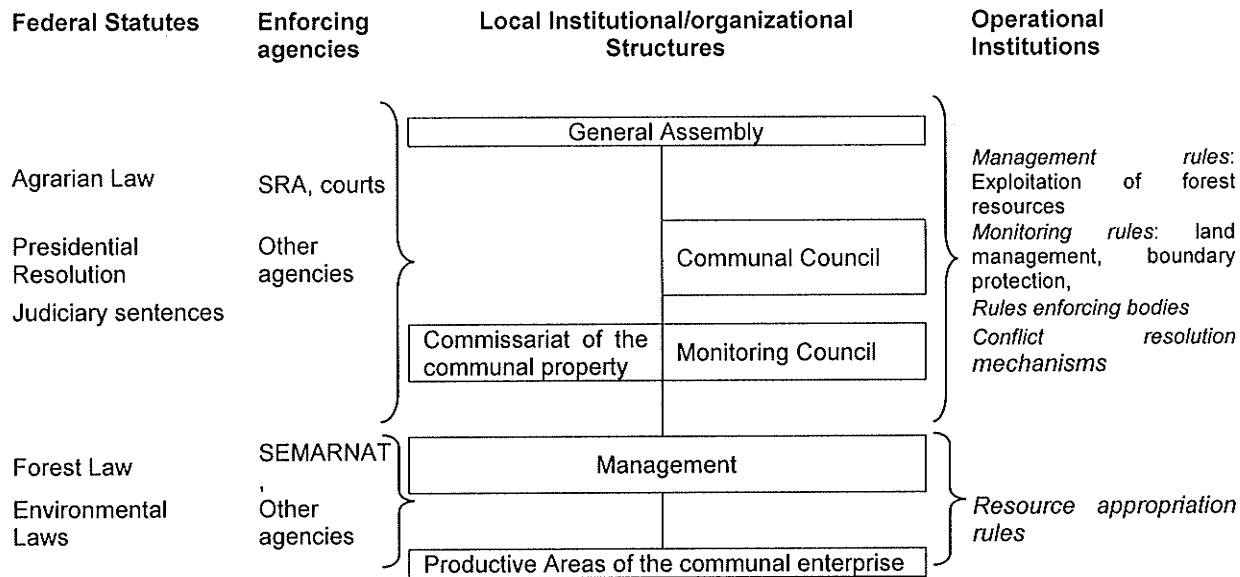 Federal Statutes
Enforcing
agencies
Local Institutional/organizational
Structures
Operational
Institutions
General Assembly
Agrarian Law
SRA, courts
Management rules:
Exploitation of forest
resources
Presidential
Resolution
Other
agencies
Communal Council
Monitoring rules: land
management, boundary
protection,
Judiciary sentences
Rules enforcing bodies
Commissariat of the
communal property
Monitoring Council
Conflict resolution
mechanisms
Forest Law
SEMARNAT
,
Management
Environmental
Laws
Other
agencies
Resource appropriation
rules
Productive Areas of the communal enterprise